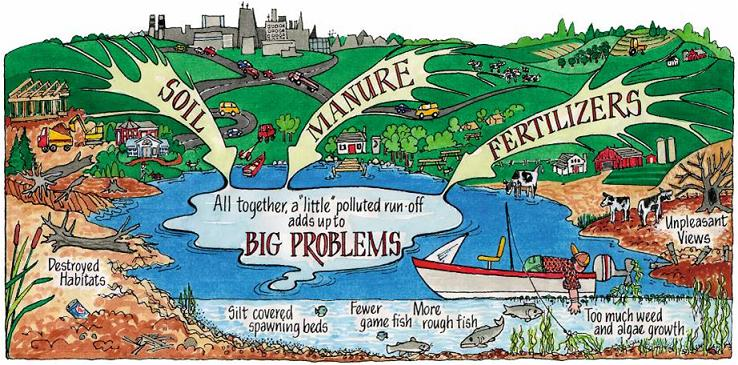 SOIL
MANURE
FERTILIZERS
All together, a "little" polluted run-off
adds up to
BIG PROBLEMS
Unpleasant
Views
Destroyed
Habitats
Silt covered
spawning beds
Fewer
game fish
More
rough fish
Too much weed
and algae growth